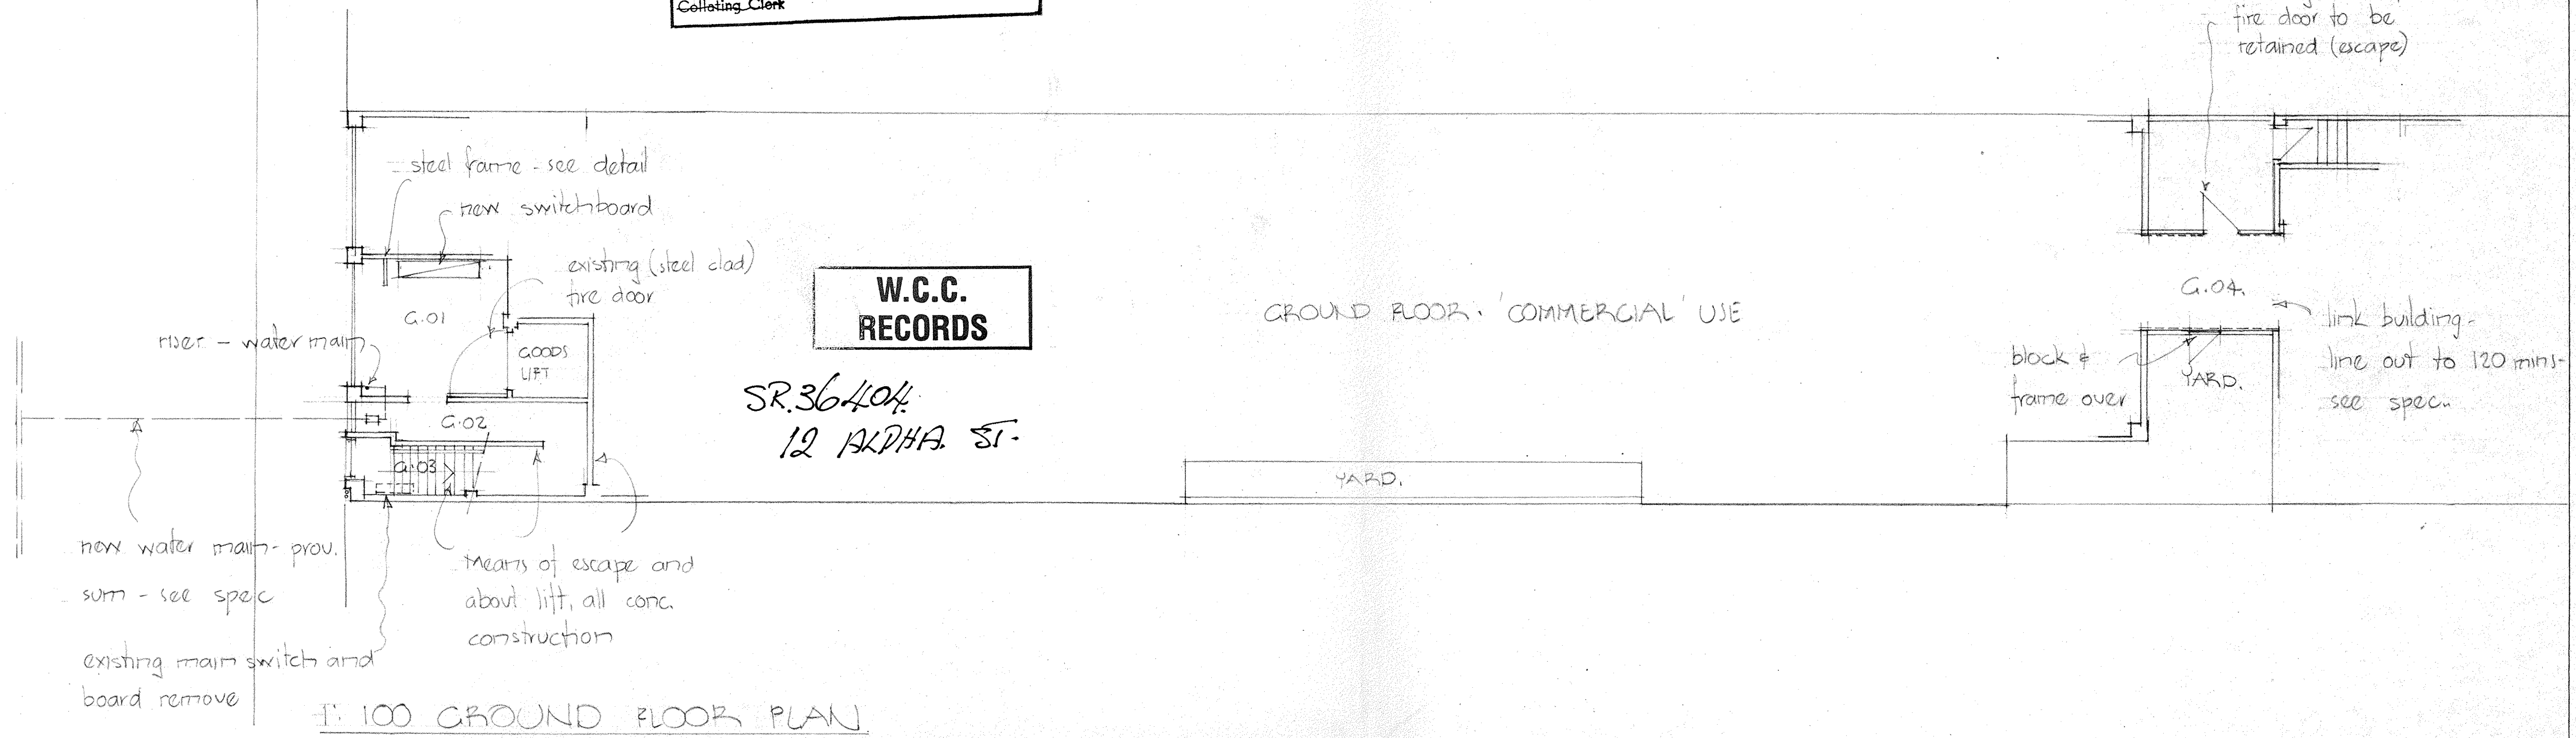 Collating Clerk
fire door to be
retained (escape)
steel frame - see detail
new switchboard
existing (steel clad)
fire door
G.01
riser - water main
GOODS
LIFT
G.02
G.03
W.C.C.
RECORDS
SR.36404.
12 ALPHA. ST.
GROUND FLOOR. 'COMMERCIAL' USE
YARD.
G.04.
link building-
line out to 120 mins-
see spec.
block &
frame over
YARD.
new water main- prov.
sum - see spec
existing main switch and
board remove
Means of escape and
about lift, all conc.
construction
1:100 GROUND FLOOR PLAN